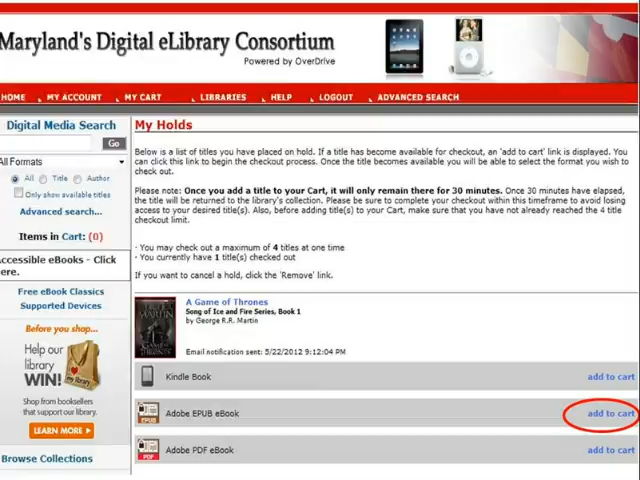 Maryland's Digital eLibrary Consortium
Powered by OverDrive
HOME MY ACCOUNT MY CART LIBRARIES HELP LOGOUT ADVANCED SEARCH
Digital Media Search
Go
All Formats
All Title Author
Only show available titles
Advanced search...
Items in Cart: (0)
Accessible eBooks - Click
ere.
Free eBook Classics
Supported Devices
Before you shop...
Help our
library
WIN!
my library
Shop from booksellers
that support our library.
LEARN MORE
Browse Collections
My Holds
Below is a list of titles you have placed on hold. If a title has become available for checkout, an 'add to cart' link is displayed. You
can click this link to begin the checkout process. Once the title becomes available you will be able to select the format you wish to
check out.
Please note: Once you add a title to your Cart, it will only remain there for 30 minutes. Once 30 minutes have elapsed,
the title will be returned to the library's collection. Please be sure to complete your checkout within this timeframe to avoid losing
access to your desired title(s). Also, before adding title(s) to your Cart, make sure that you have not already reached the 4 title
checkout limit.
- You may check out a maximum of 4 titles at one time
- You currently have 1 title(s) checked out
If you want to cancel a hold, click the 'Remove' link.
MARTIN
THRONES
A Game of Thrones
Song of Ice and Fire Series, Book 1
by George R.R. Martin
Email notification sent: 5/22/2012 9:12:04 PM
Kindle Book add to cart
EPUB Adobe EPUB eBook add to cart
PDF Adobe PDF eBook add to cart